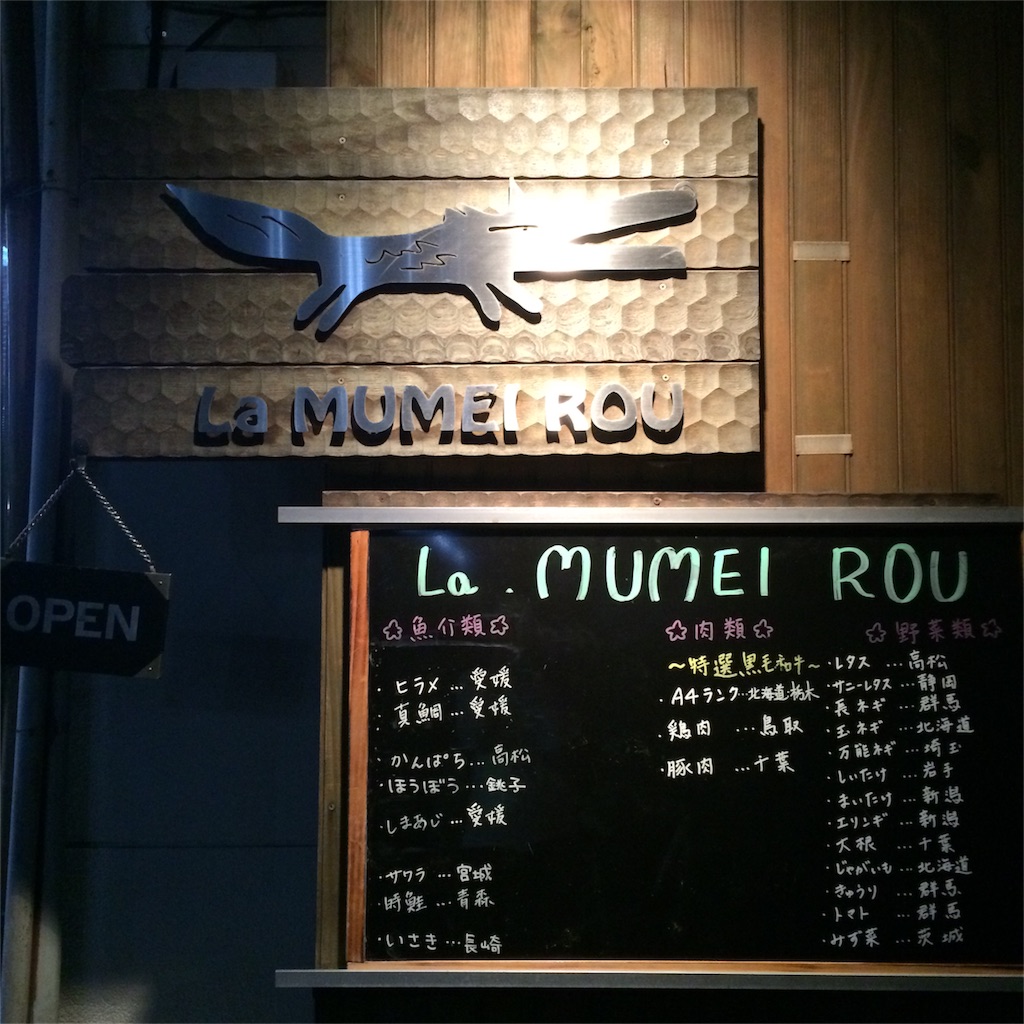 La MUMEI ROU
OPEN
La . MUMEI ROU
魚介類
・ヒラメ…愛媛
・真鯛…愛媛
・かんぱち…高松
・ほうぼう…銚子
・しまあじ…愛媛
・サワラ…宮城
・時鮭…青森
・いさき…長崎
肉類
〜特選黒毛和牛〜
・A4ランク…北海道・栃木
・鶏肉…鳥取
・豚肉…千葉
野菜類
・レタス…高松
・サニーレタス…静岡
・長ネギ…群馬
・玉ネギ…北海道
・万能ネギ…埼玉
・しいたけ…岩手
・まいたけ…新潟
・エリンギ…新潟
・大根…千葉
・じゃがいも…北海道
・きゅうり…群馬
・トマト…群馬
・みず菜…茨城